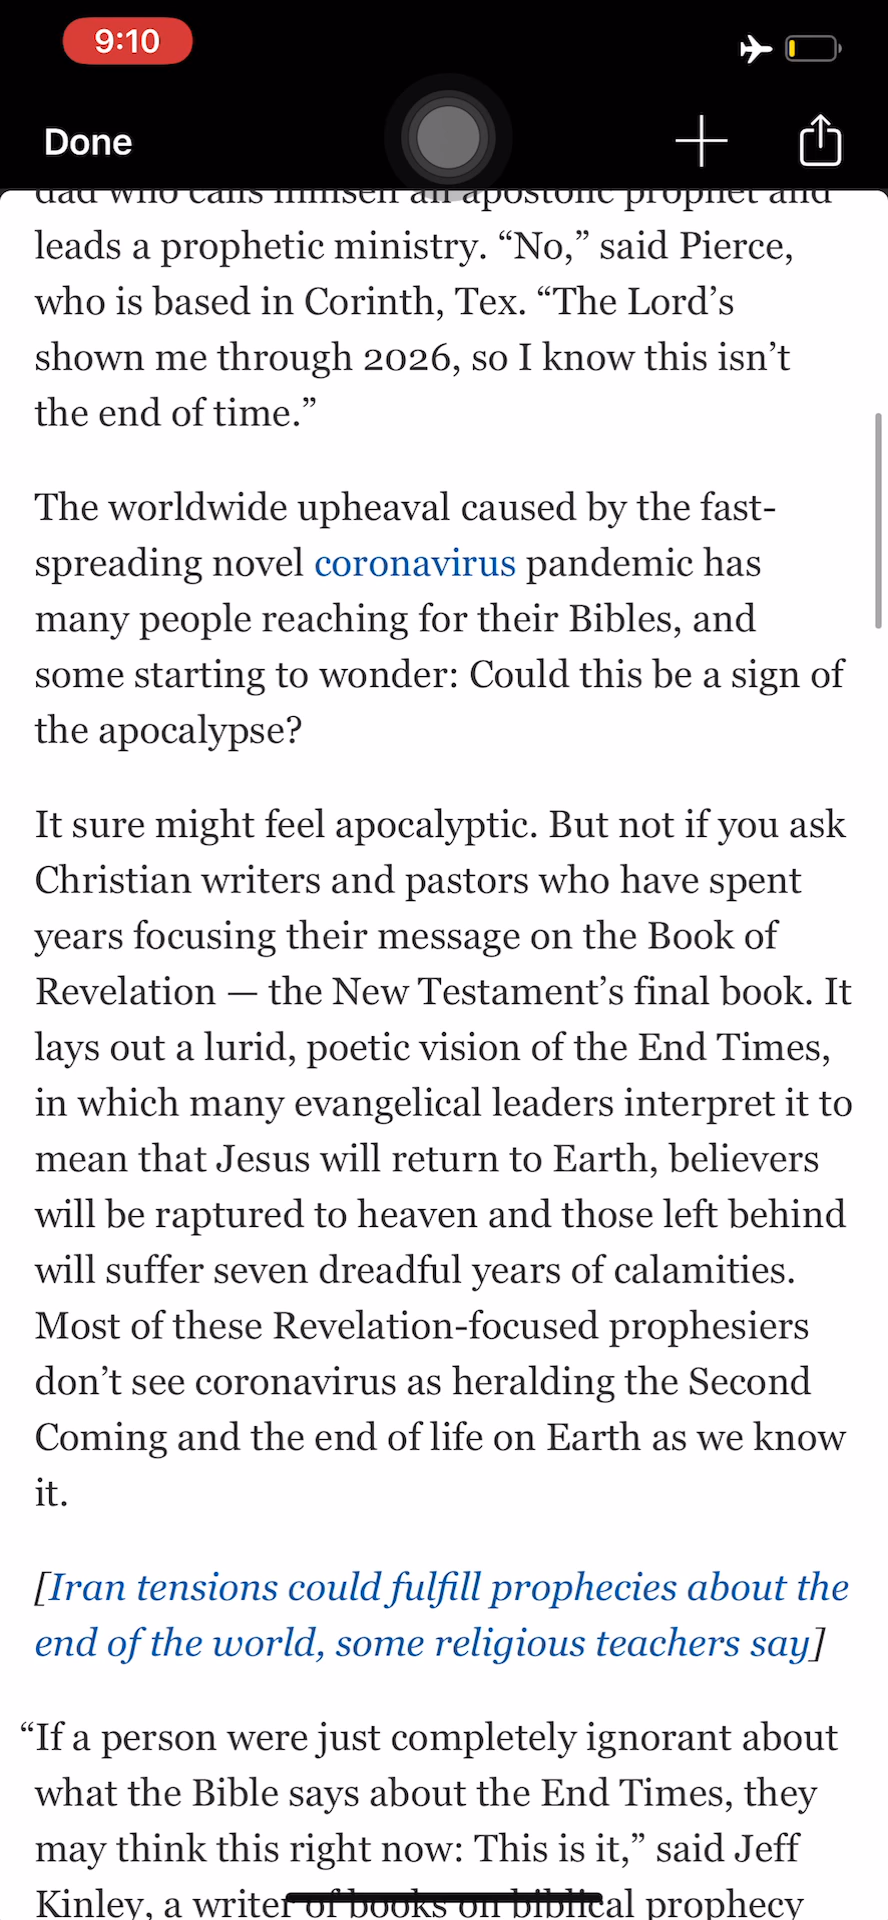 9:10
Done
dad who calls himself an apostolic prophet and
leads a prophetic ministry. “No,” said Pierce,
who is based in Corinth, Tex. “The Lord’s
shown me through 2026, so I know this isn’t
the end of time.”
The worldwide upheaval caused by the fast-
spreading novel coronavirus pandemic has
many people reaching for their Bibles, and
some starting to wonder: Could this be a sign of
the apocalypse?
It sure might feel apocalyptic. But not if you ask
Christian writers and pastors who have spent
years focusing their message on the Book of
Revelation — the New Testament’s final book. It
lays out a lurid, poetic vision of the End Times,
in which many evangelical leaders interpret it to
mean that Jesus will return to Earth, believers
will be raptured to heaven and those left behind
will suffer seven dreadful years of calamities.
Most of these Revelation-focused prophesiers
don’t see coronavirus as heralding the Second
Coming and the end of life on Earth as we know
it.
[Iran tensions could fulfill prophecies about the
end of the world, some religious teachers say]
“If a person were just completely ignorant about
what the Bible says about the End Times, they
may think this right now: This is it,” said Jeff
Kinley, a writer of books on biblical prophecy